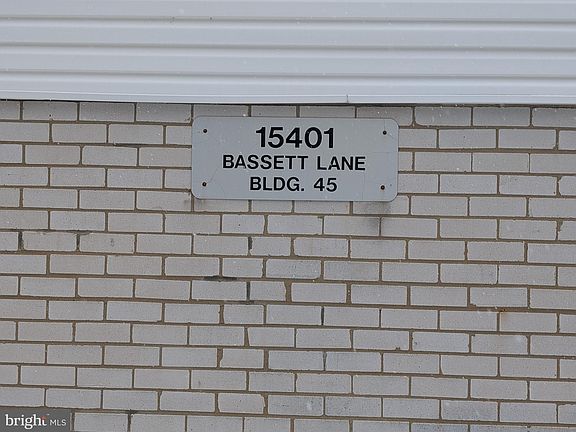 15401
BASSETT LANE
BLDG. 45
bright MLS